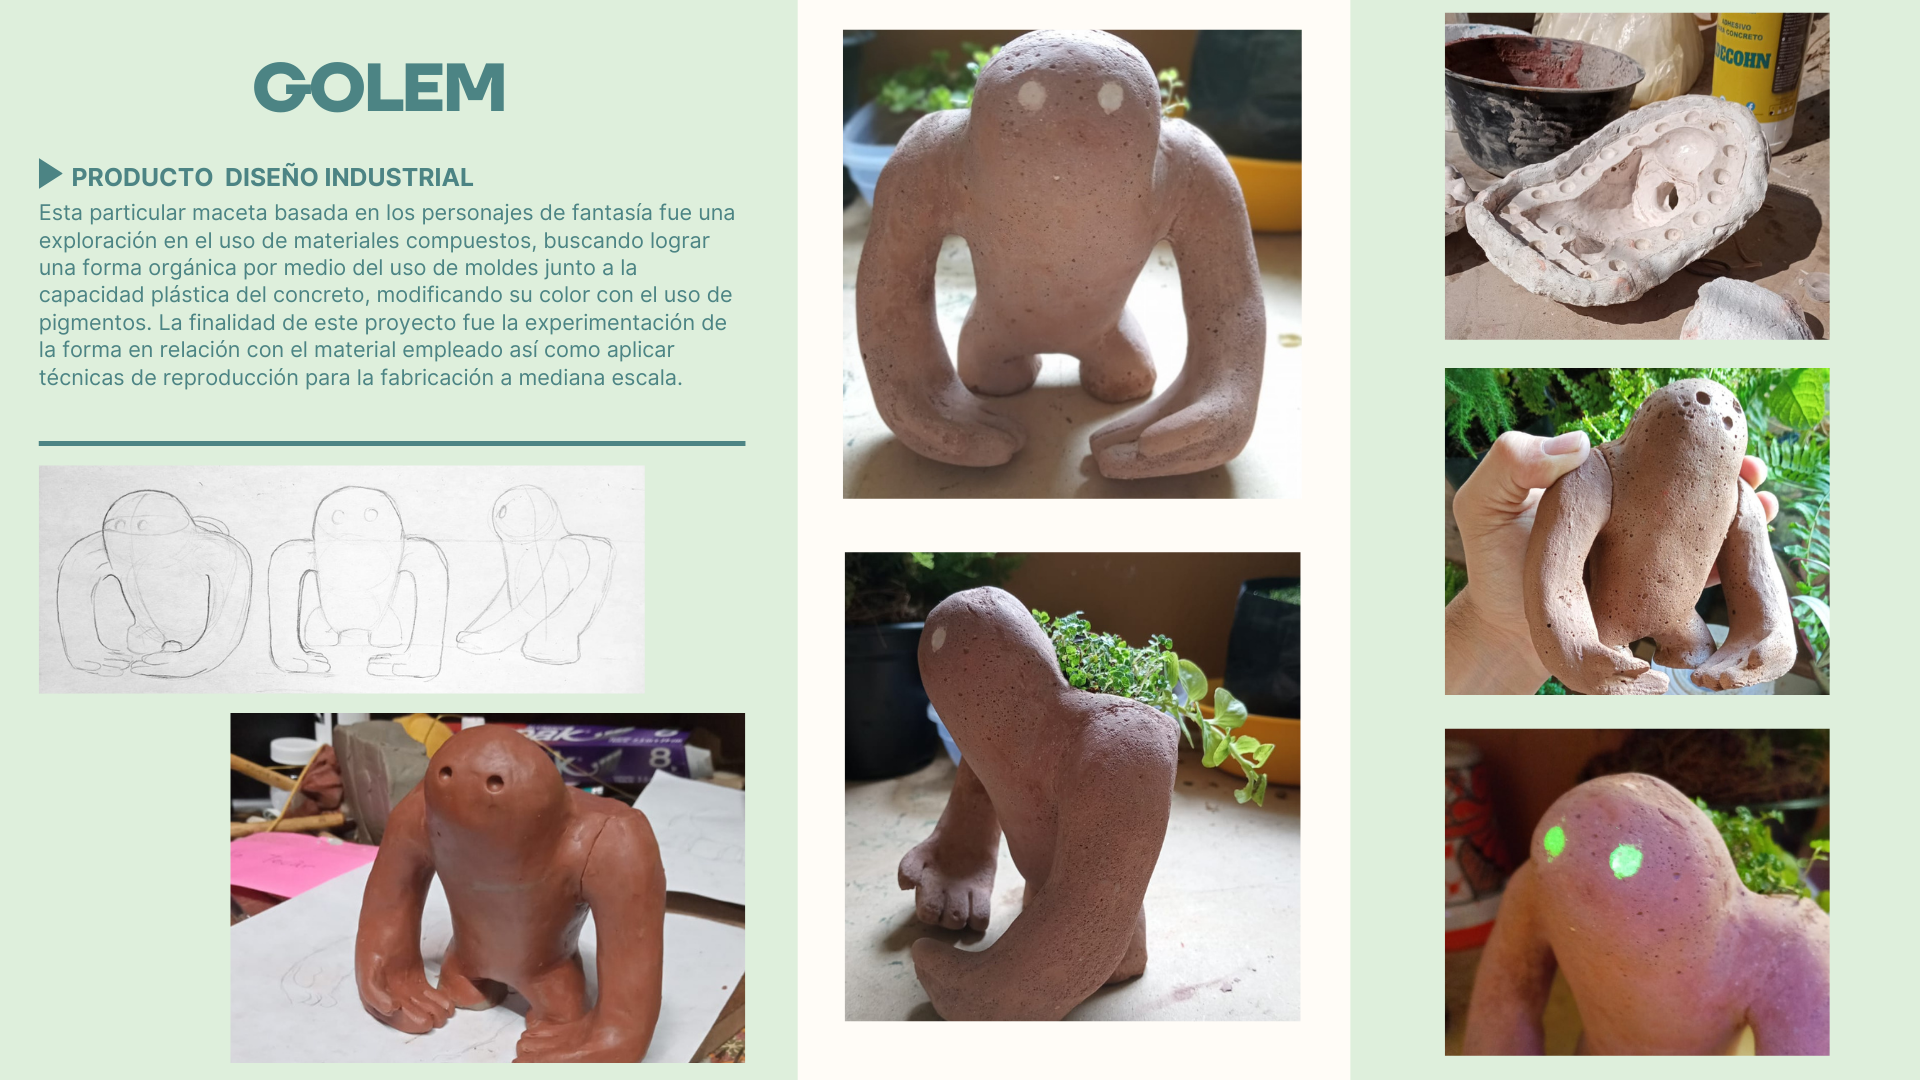 GOLEM
PRODUCTO DISEÑO INDUSTRIAL
Esta particular maceta basada en los personajes de fantasía fue una
exploración en el uso de materiales compuestos, buscando lograr
una forma orgánica por medio del uso de moldes junto a la
capacidad plástica del concreto, modificando su color con el uso de
pigmentos. La finalidad de este proyecto fue la experimentación de
la forma en relación con el material empleado así como aplicar
técnicas de reproducción para la fabricación a mediana escala.
8
ADHESIVO
CONCRETO
DECOHN